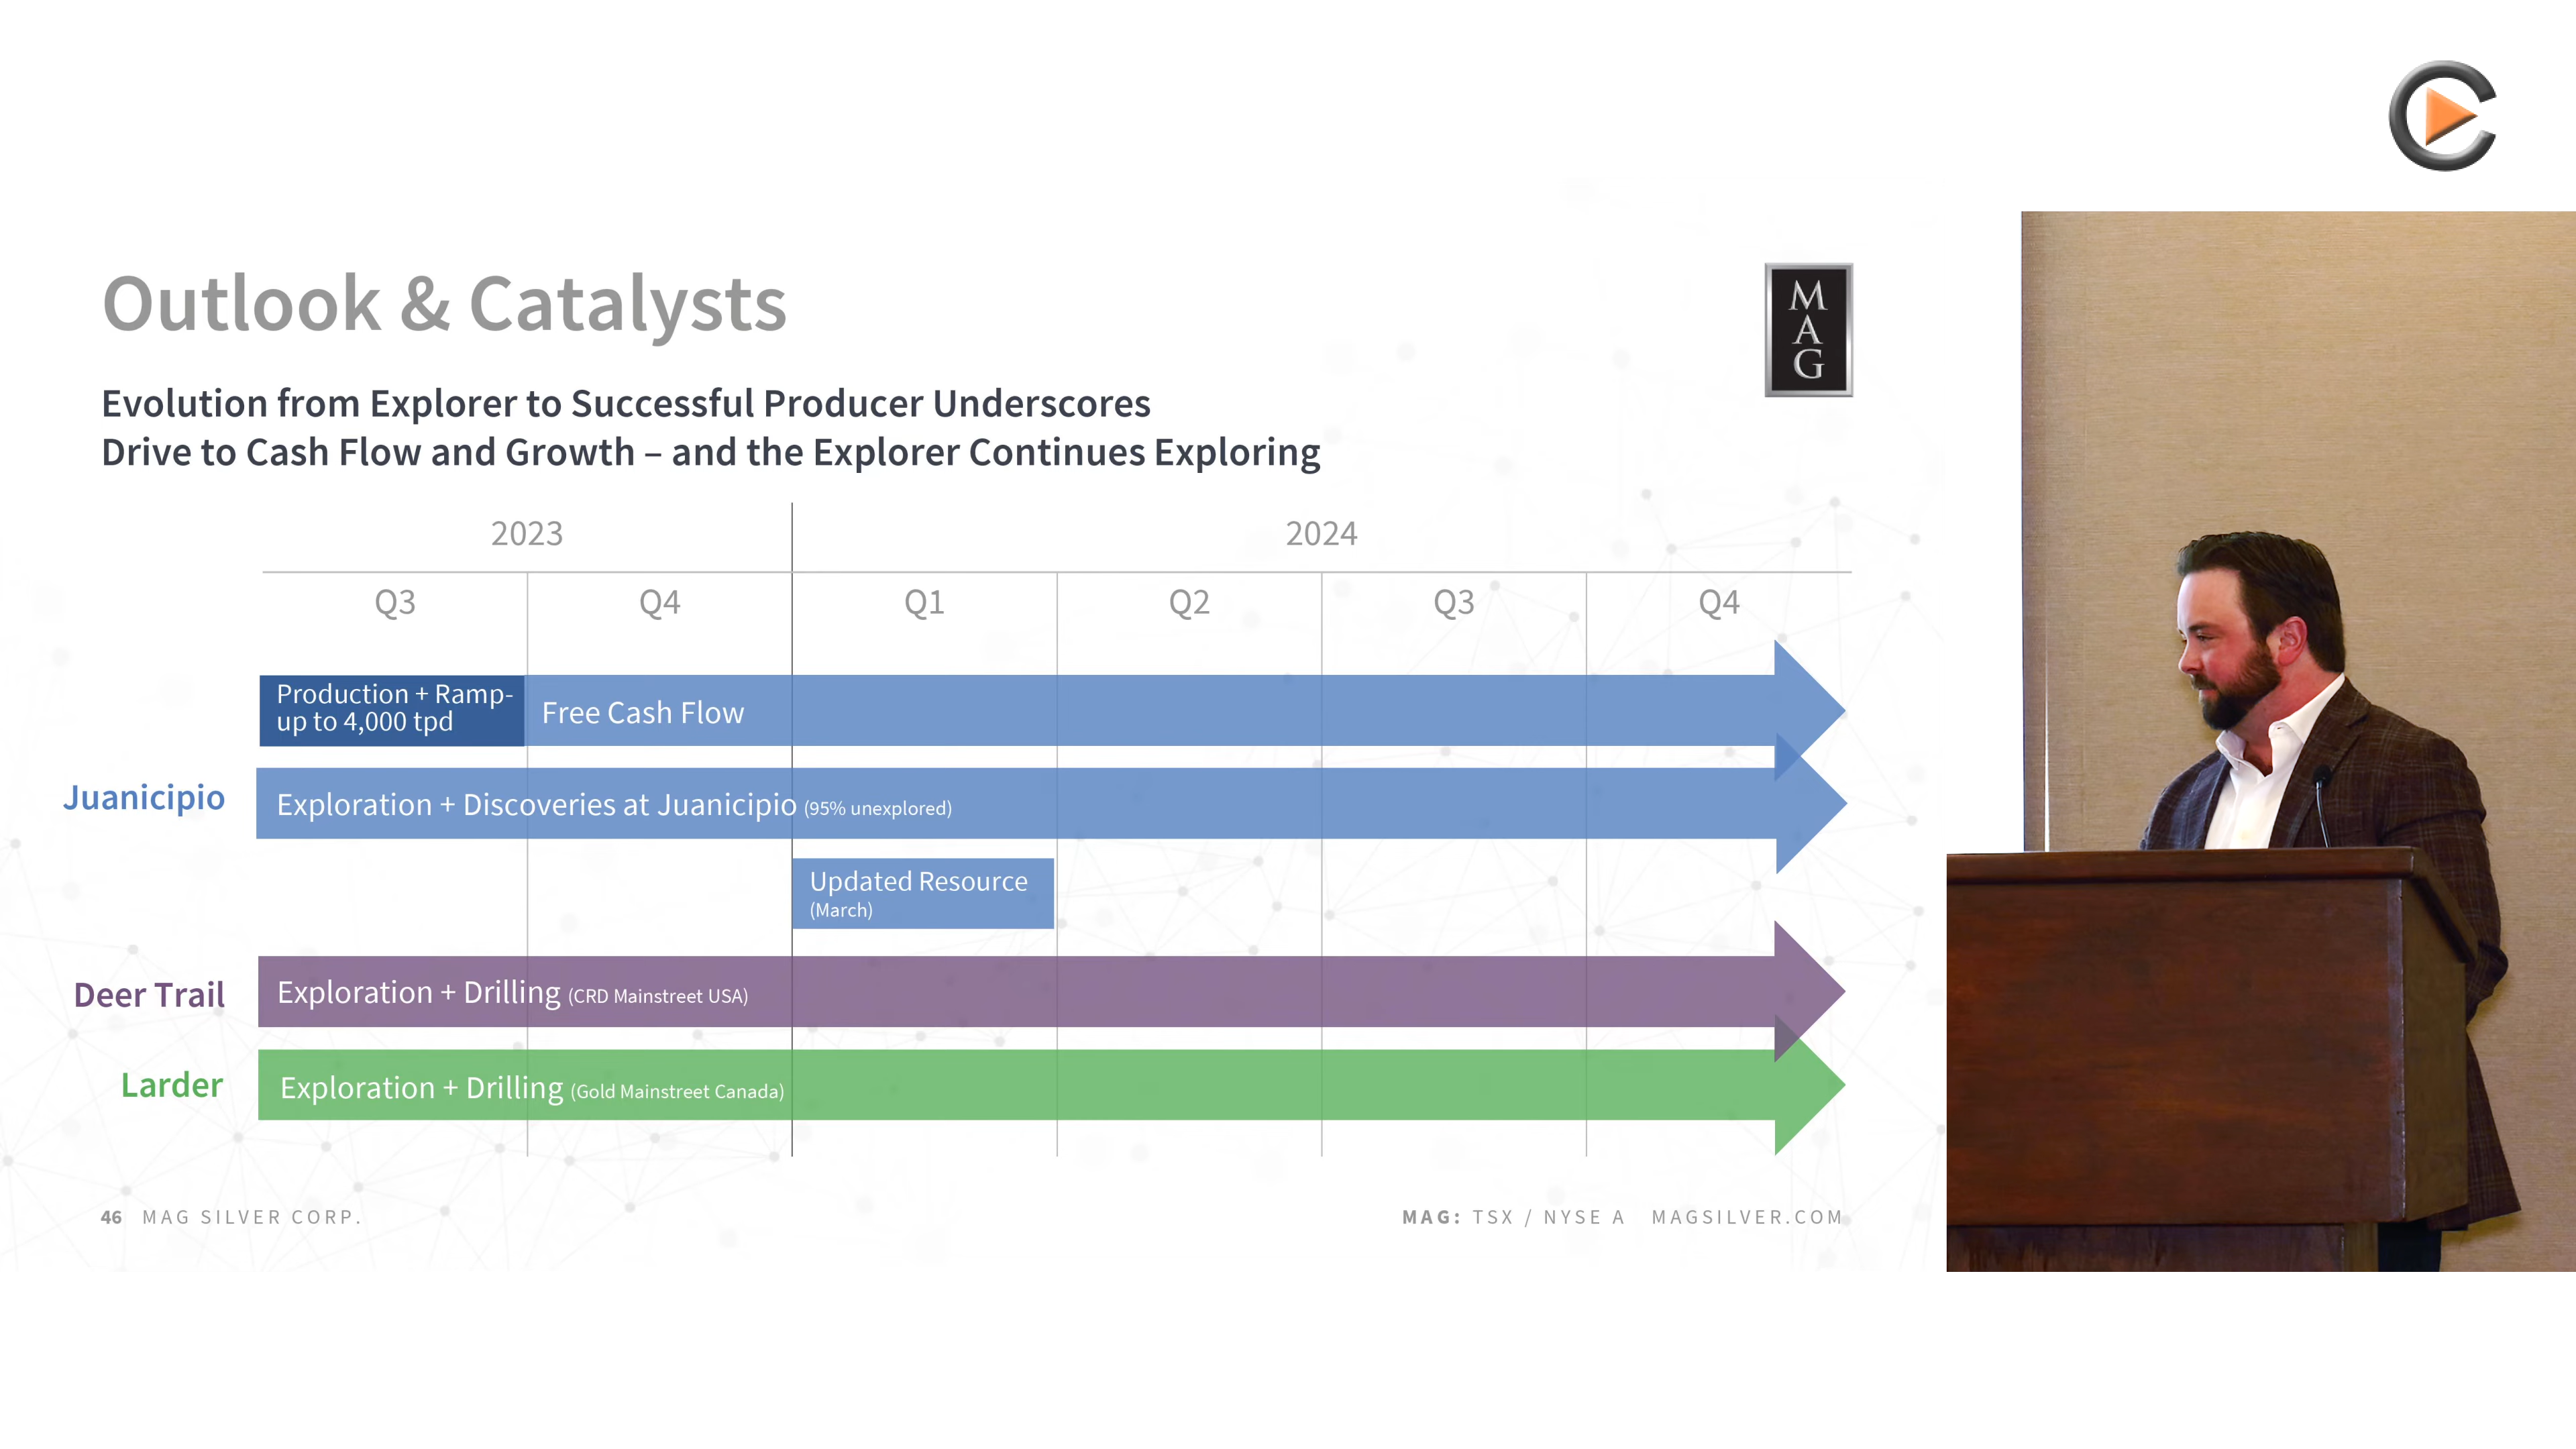 Outlook & Catalysts
M
A
G
Evolution from Explorer to Successful Producer Underscores
Drive to Cash Flow and Growth – and the Explorer Continues Exploring
2023
2024
Q3
Q4
Q1
Q2
Q3
Q4
Production + Ramp-
up to 4,000 tpd
Free Cash Flow
Juanicipio
Exploration + Discoveries at Juanicipio (95% unexplored)
Updated Resource
(March)
Deer Trail
Exploration + Drilling (CRD Mainstreet USA)
Larder
Exploration + Drilling (Gold Mainstreet Canada)
46 MAG SILVER CORP.
MAG: TSX / NYSE A MAGSILVER.COM